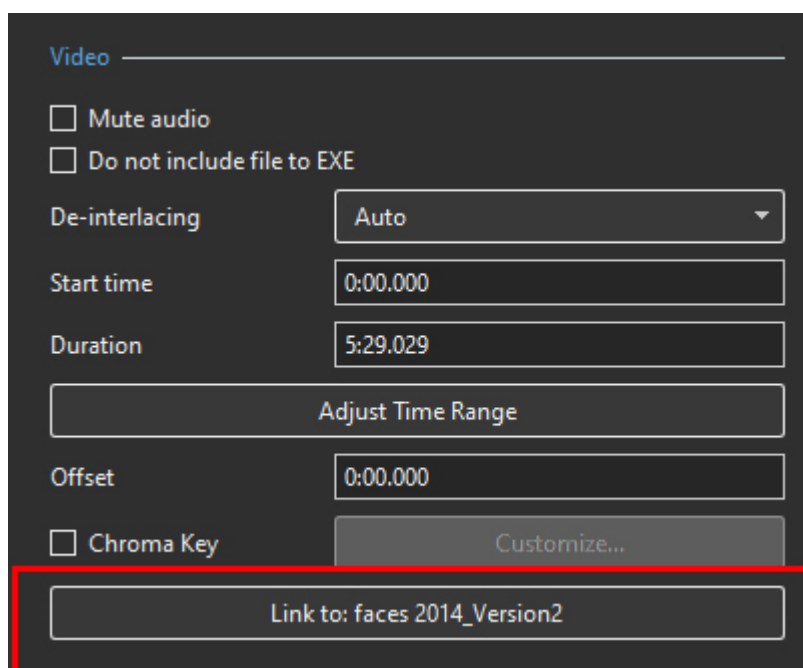 Video
Mute audio
Do not include file to EXE
De-interlacing Auto
Start time 0:00.000
Duration 5:29.029
Adjust Time Range
Offset 0:00.000
Chroma Key Customize...
Link to: faces 2014_Version2